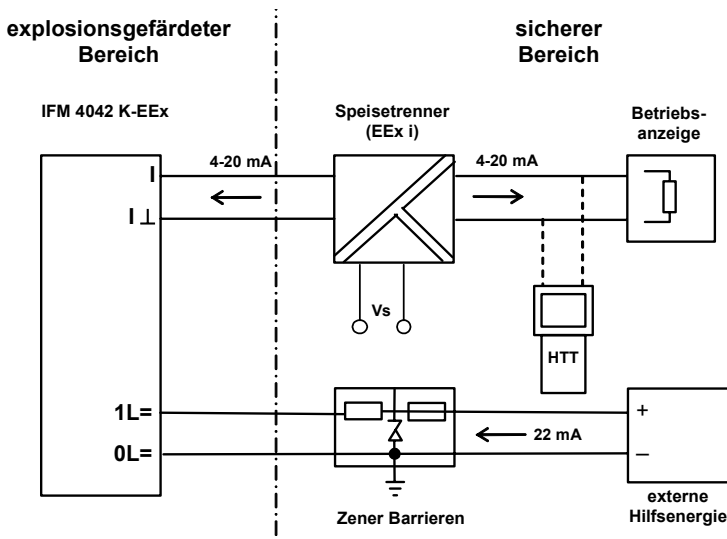 explosionsgefärdeter
Bereich
sicherer
Bereich
IFM 4042 K-EEx
Speisetrenner
(EEx i)
Betriebs-
anzeige
I
4-20 mA
4-20 mA
I ⊥
Vs
HTT
1L=
+
22 mA
0L=
–
Zener Barrieren
externe
Hilfsenergie